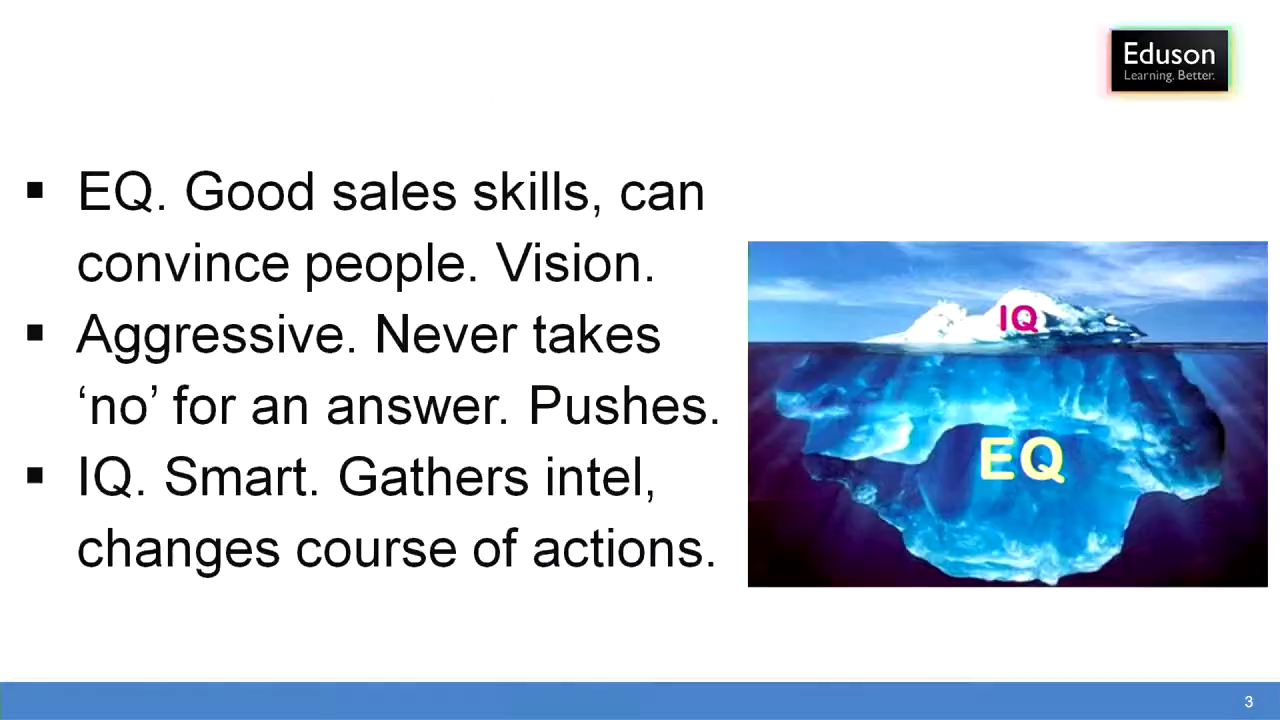 Eduson
Learning. Better.
▪ EQ. Good sales skills, can
convince people. Vision.
▪ Aggressive. Never takes
‘no’ for an answer. Pushes.
▪ IQ. Smart. Gathers intel,
changes course of actions.
IQ
EQ
3